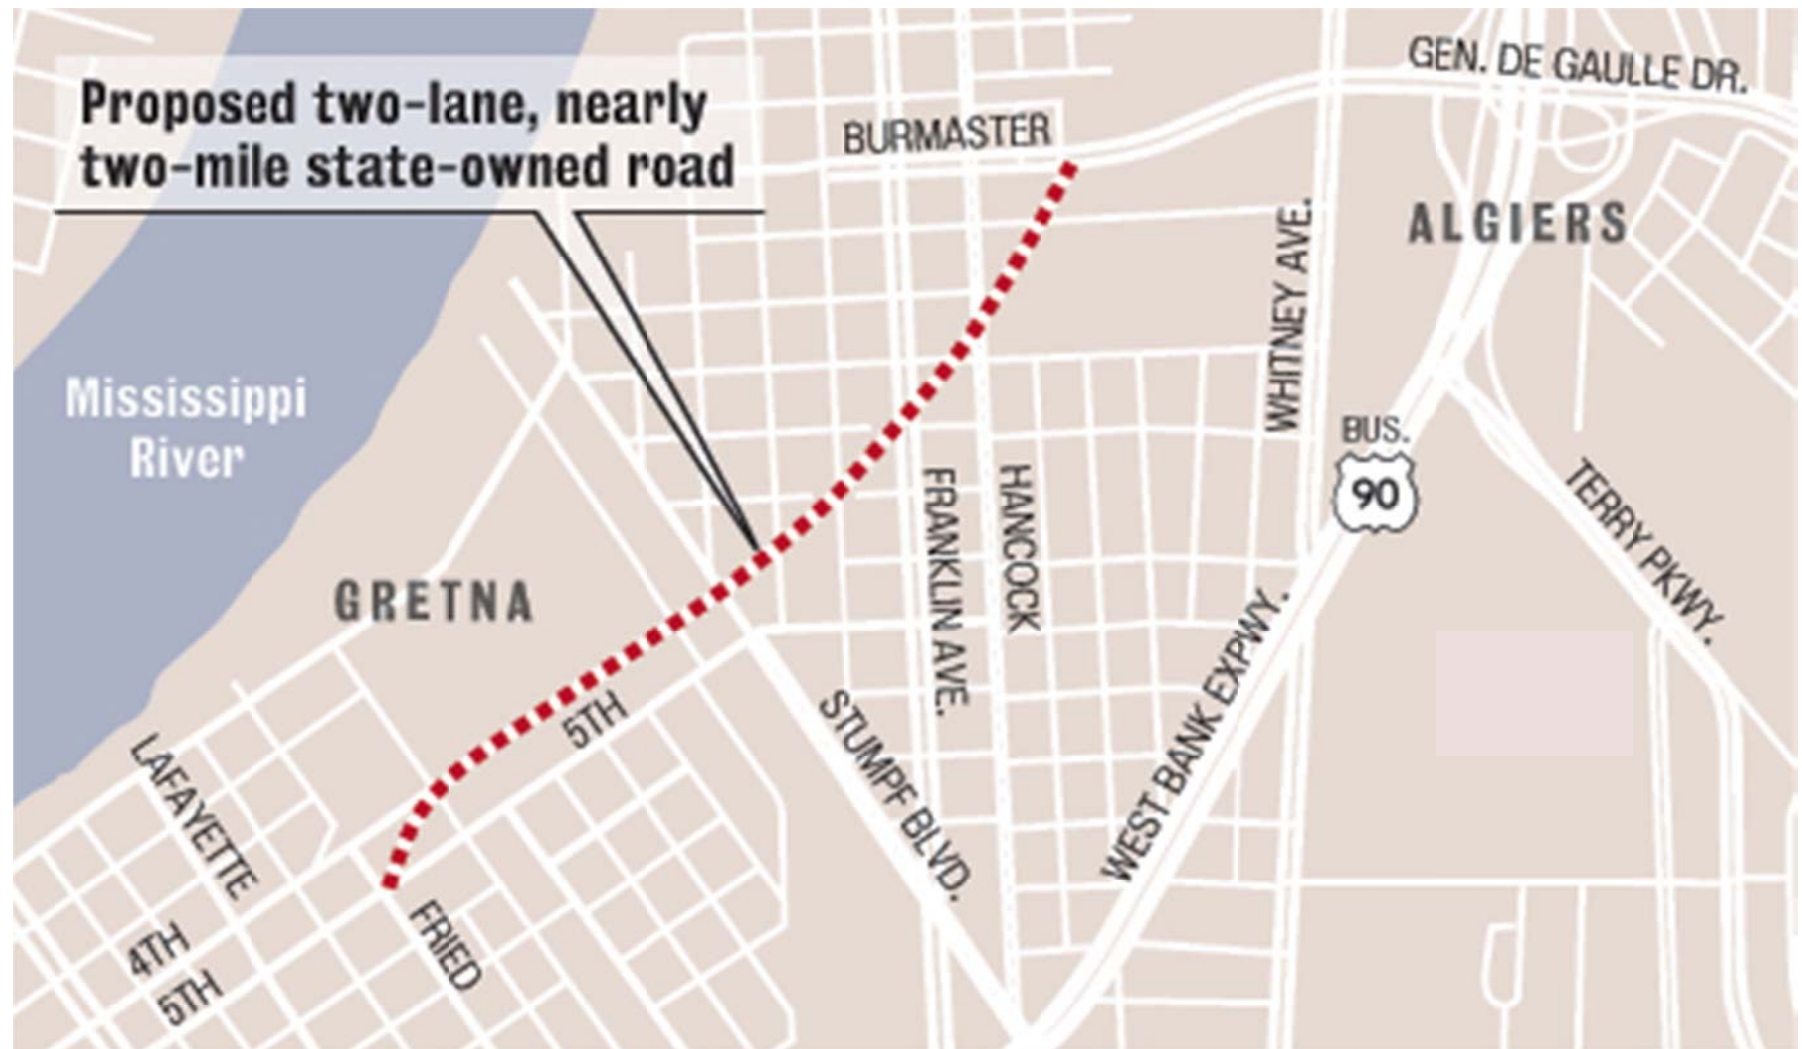 GEN. DE GAULLE DR.
Proposed two-lane, nearly
two-mile state-owned road
BURMASTER
ALGIERS
WHITNEY AVE.
Mississippi
River
BUS.
90
FRANKLIN AVE.
HANCOCK
TERRY PKWY.
GRETNA
5TH
STUMPF BLVD.
WEST BANK EXPWY.
LAFAYETTE
FRIED
4TH
5TH